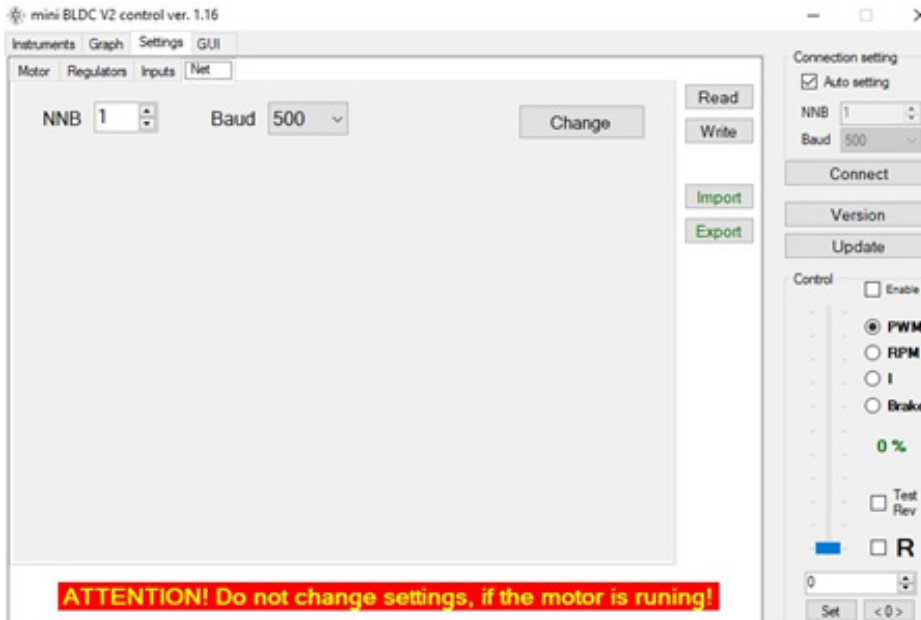 mini BLDC V2 control ver. 1.16
Instruments Graph Settings GUI
Motor Regulators Inputs Net
NNB 1 Baud 500 Change
Read
Write
Import
Export
ATTENTION! Do not change settings, if the motor is runing!
Connection setting
Auto setting
NNB 1
Baud 500
Connect
Version
Update
Control
Enable
PWM
RPM
I
Brake
0 %
Test
Rev
R
0
Set < 0 >